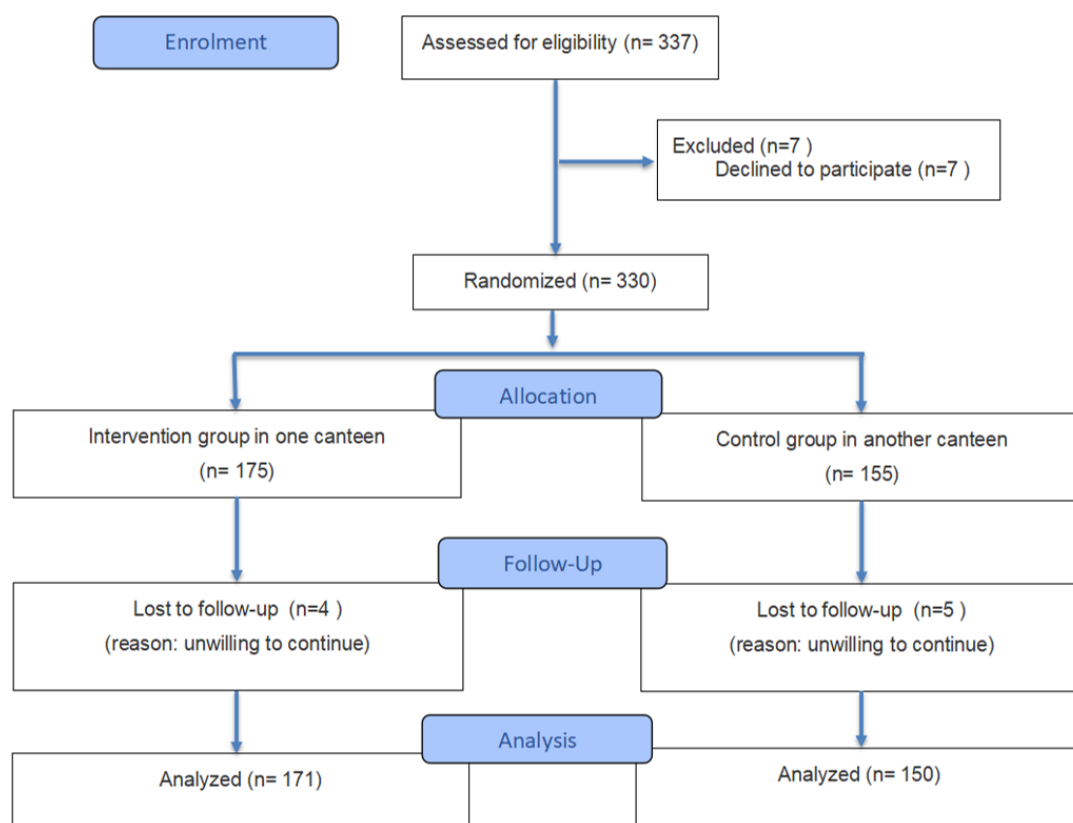 Enrolment
Assessed for eligibility (n= 337)
Excluded (n=7 )
Declined to participate (n=7 )
Randomized (n= 330)
Allocation
Intervention group in one canteen
(n= 175)
Control group in another canteen
(n= 155)
Follow-Up
Lost to follow-up (n=4 )
(reason: unwilling to continue)
Lost to follow-up (n=5 )
(reason: unwilling to continue)
Analysis
Analyzed (n= 171)
Analyzed (n= 150)